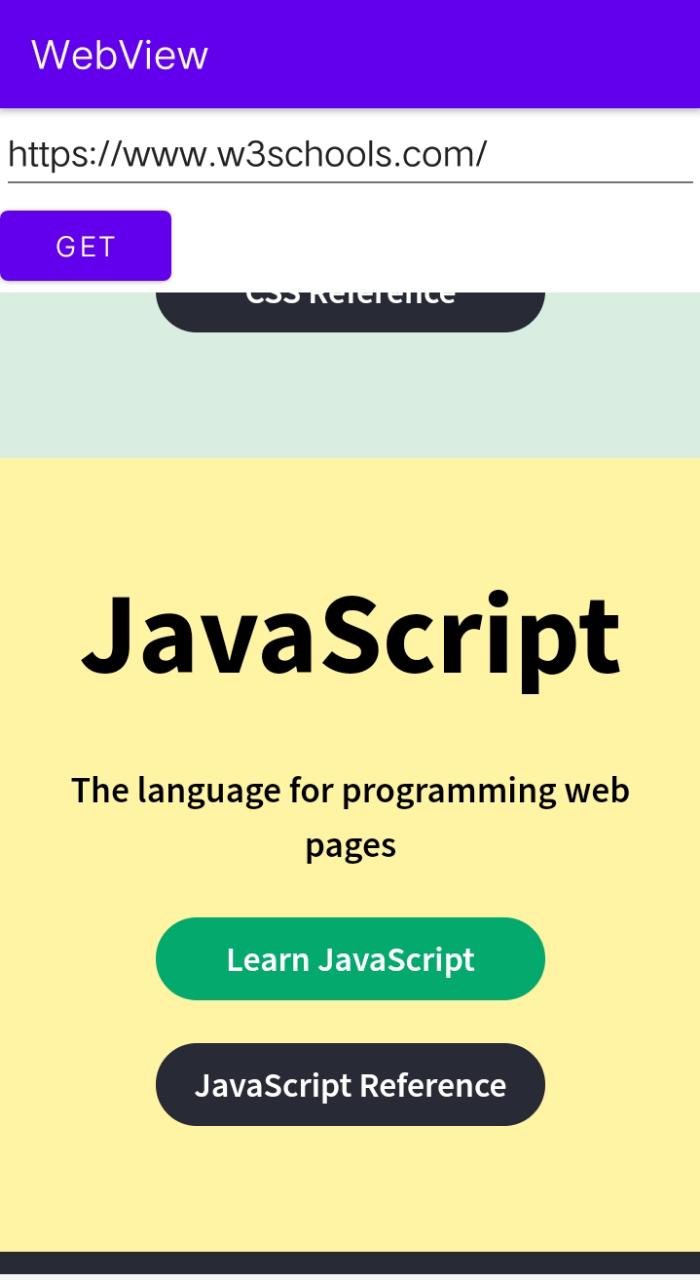 WebView
https://www.w3schools.com/
GET
CSS Reference
JavaScript
The language for programming web
pages
Learn JavaScript
JavaScript Reference